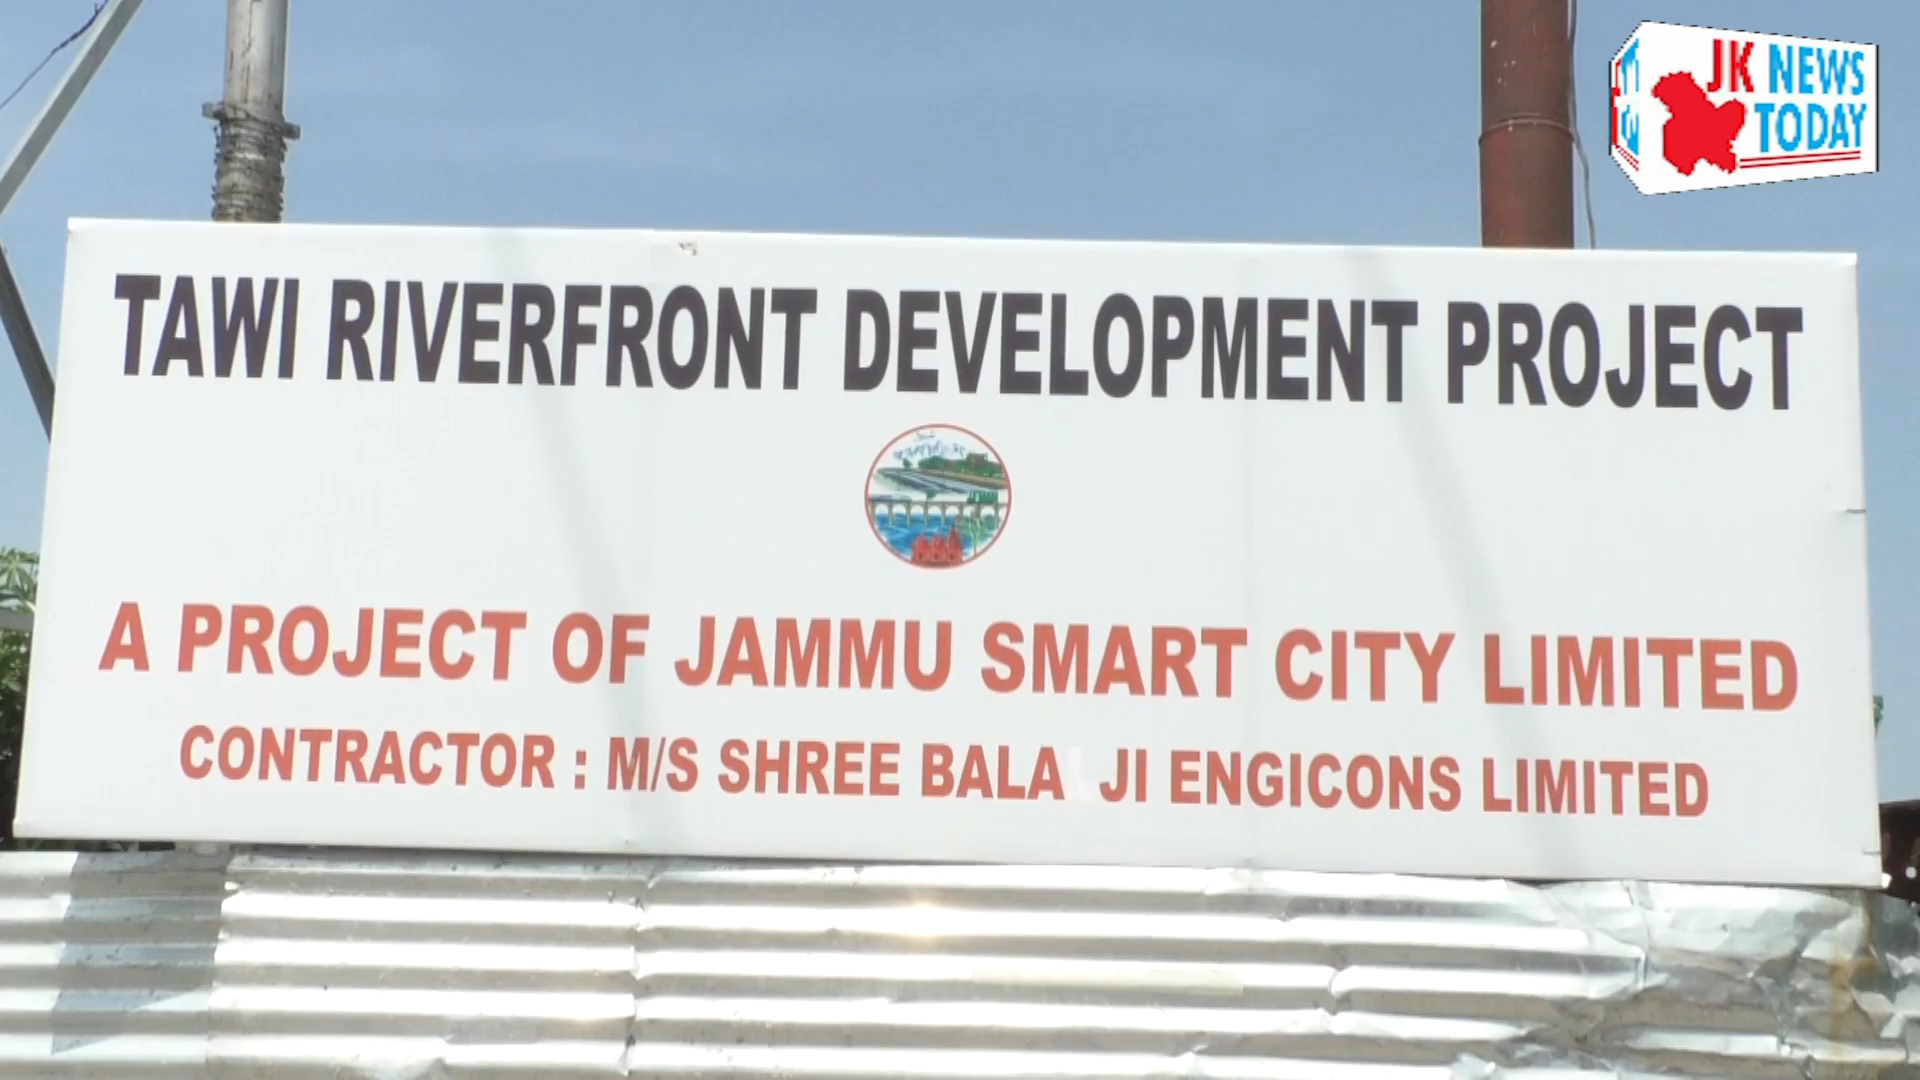 JK NEWS
TODAY
TAWI RIVERFRONT DEVELOPMENT PROJECT
A PROJECT OF JAMMU SMART CITY LIMITED
CONTRACTOR : M/S SHREE BALA JI ENGICONS LIMITED